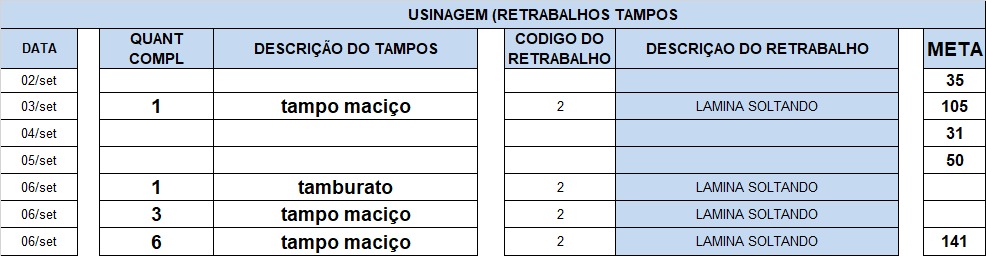 USINAGEM (RETRABALHOS TAMPOS
DATA QUANT COMPL DESCRIÇÃO DO TAMPOS CODIGO DO RETRABALHO DESCRIÇAO DO RETRABALHO META
02/set 35
03/set 1 tampo maciço 2 LAMINA SOLTANDO 105
04/set 31
05/set 50
06/set 1 tamburato 2 LAMINA SOLTANDO
06/set 3 tampo maciço 2 LAMINA SOLTANDO
06/set 6 tampo maciço 2 LAMINA SOLTANDO 141